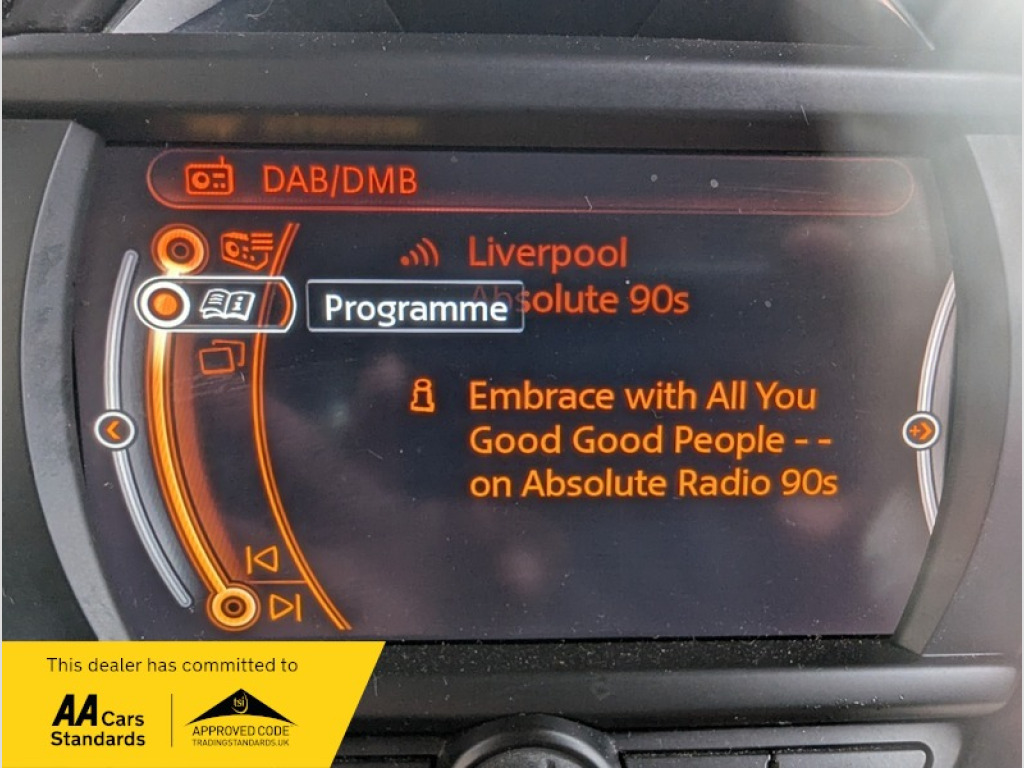 DAB/DMB
Liverpool
Absolute 90s
Programme
Embrace with All You
Good Good People - -
on Absolute Radio 90s
This dealer has committed to
AA Cars
Standards
tsi
APPROVED CODE
TRADINGSTANDARDS.UK